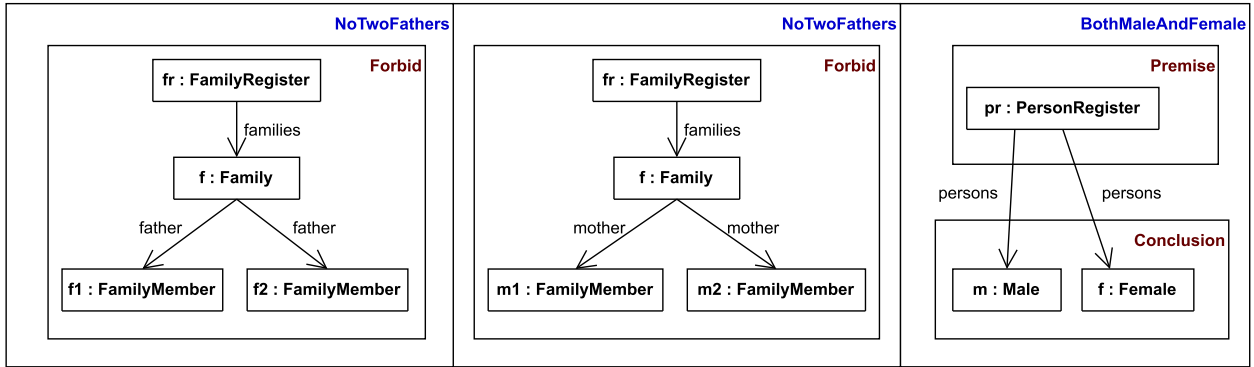 NoTwoFathers
Forbid
fr : FamilyRegister
families
f : Family
father
father
f1 : FamilyMember
f2 : FamilyMember
NoTwoFathers
Forbid
fr : FamilyRegister
families
f : Family
mother
mother
m1 : FamilyMember
m2 : FamilyMember
BothMaleAndFemale
Premise
pr : PersonRegister
persons
persons
Conclusion
m : Male
f : Female